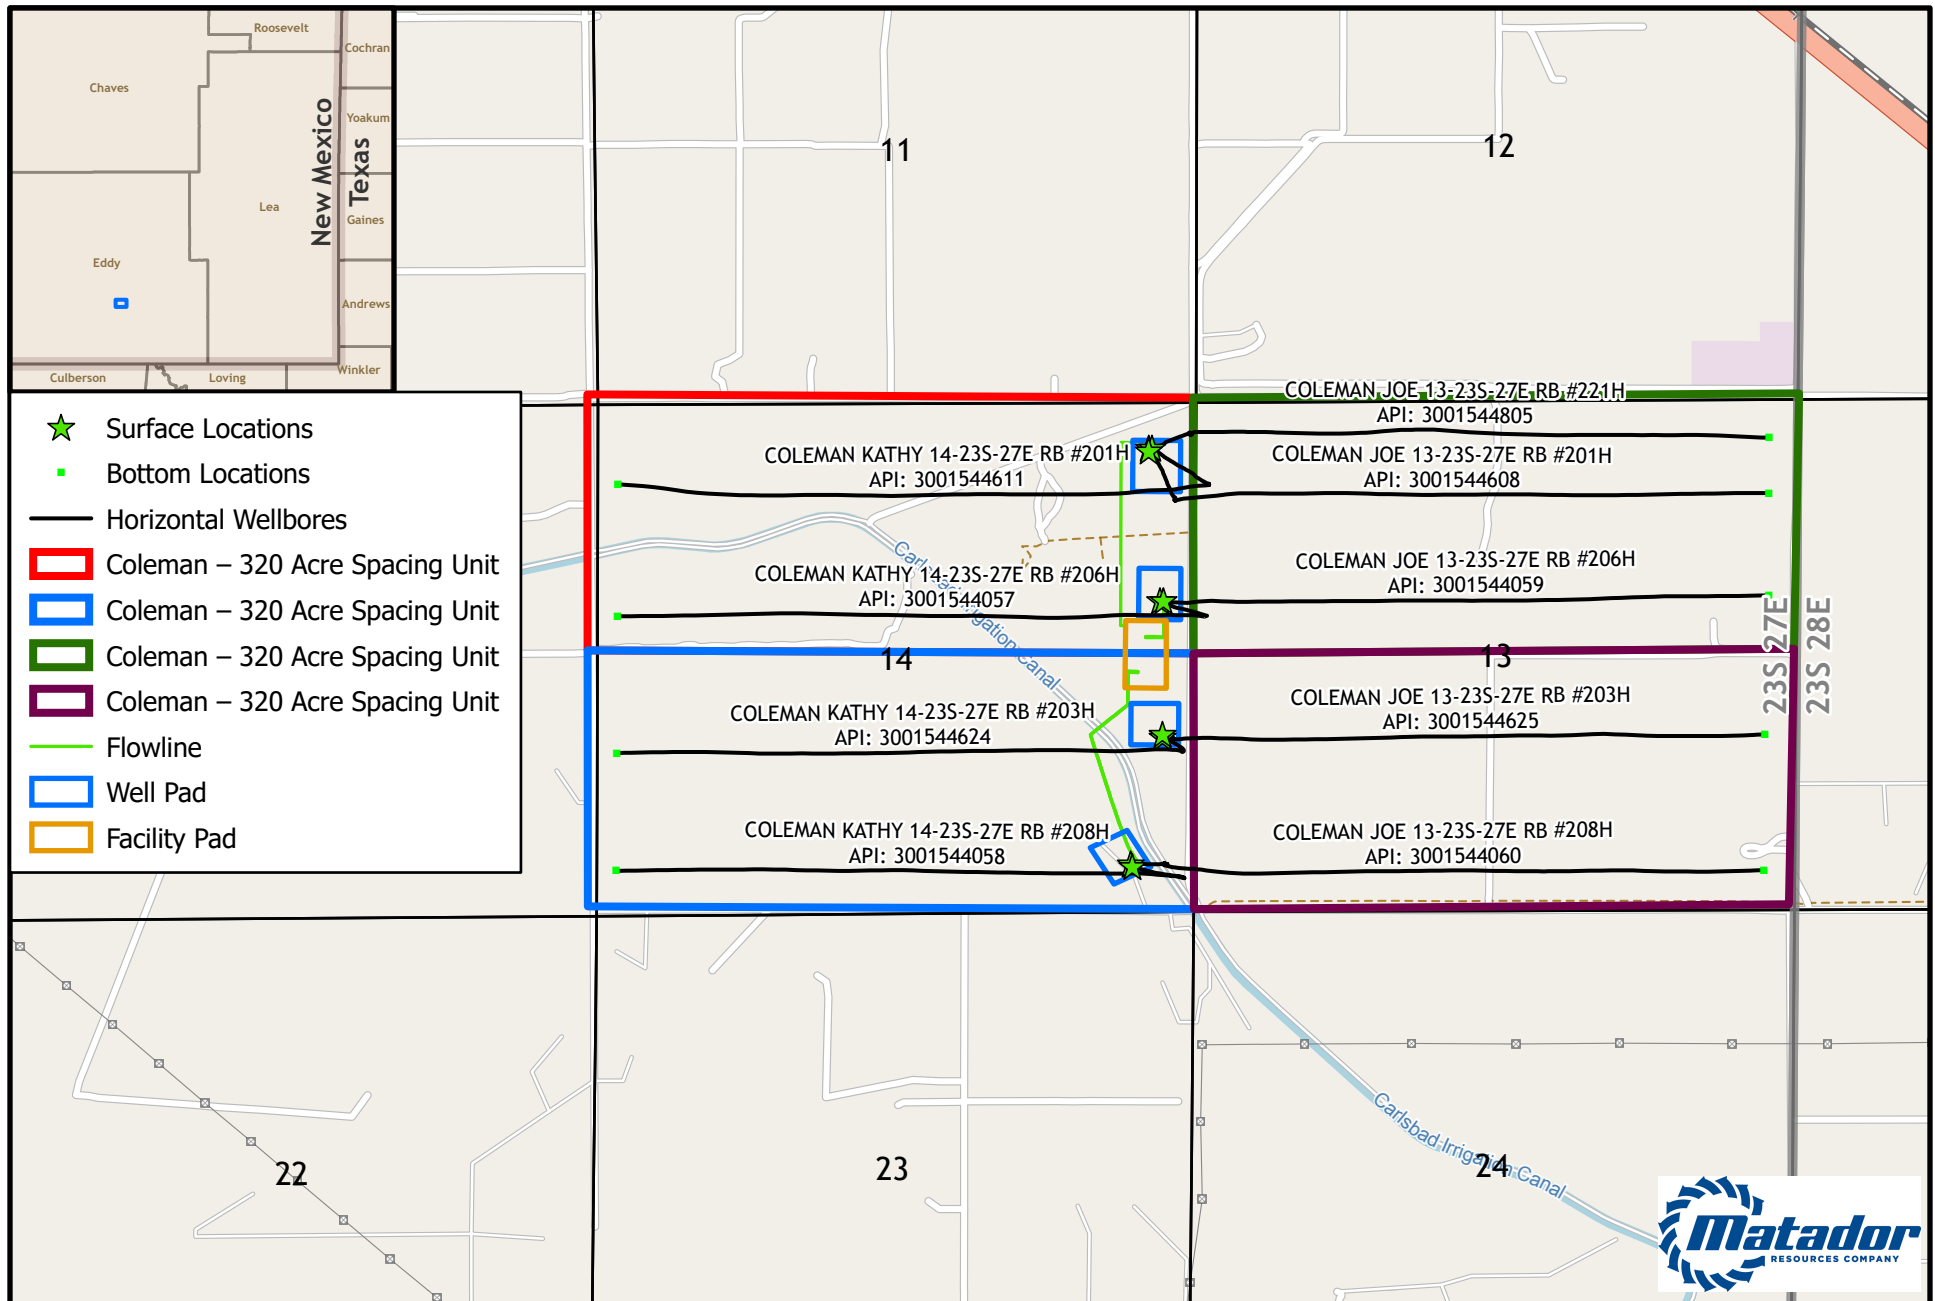 Roosevelt
Cochran
Chaves
Yoakum
New Mexico
Texas
Lea
Gaines
Eddy
Andrews
Culberson
Loving
Winkler
11
12
Surface Locations
Bottom Locations
Horizontal Wellbores
Coleman – 320 Acre Spacing Unit
Coleman – 320 Acre Spacing Unit
Coleman – 320 Acre Spacing Unit
Coleman – 320 Acre Spacing Unit
Flowline
Well Pad
Facility Pad
COLEMAN JOE 13-23S-27E RB #221H
API: 3001544805
COLEMAN KATHY 14-23S-27E RB #201H
API: 3001544611
COLEMAN JOE 13-23S-27E RB #201H
API: 3001544608
COLEMAN KATHY 14-23S-27E RB #206H
API: 3001544057
COLEMAN JOE 13-23S-27E RB #206H
API: 3001544059
Carlsbad Irrigation Canal
14
13
23S 27E
23S 28E
COLEMAN KATHY 14-23S-27E RB #203H
API: 3001544624
COLEMAN JOE 13-23S-27E RB #203H
API: 3001544625
COLEMAN KATHY 14-23S-27E RB #208H
API: 3001544058
COLEMAN JOE 13-23S-27E RB #208H
API: 3001544060
Carlsbad Irrigation Canal
22
23
24
Matador
RESOURCES COMPANY